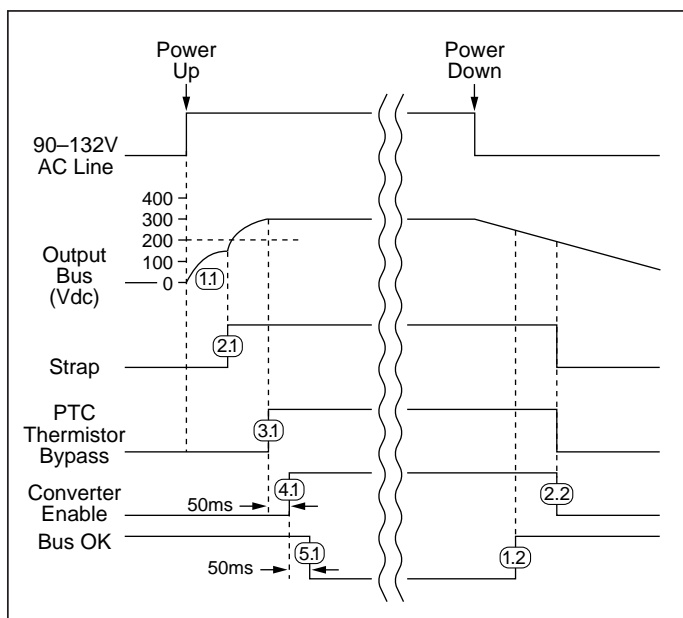 Power
Up
Power
Down
90–132V
AC Line
400
300
200
100
0
Output
Bus
(Vdc)
1.1
Strap
2.1
PTC
Thermistor
Bypass
3.1
Converter
Enable
50ms
4.1
2.2
Bus OK
50ms
5.1
1.2